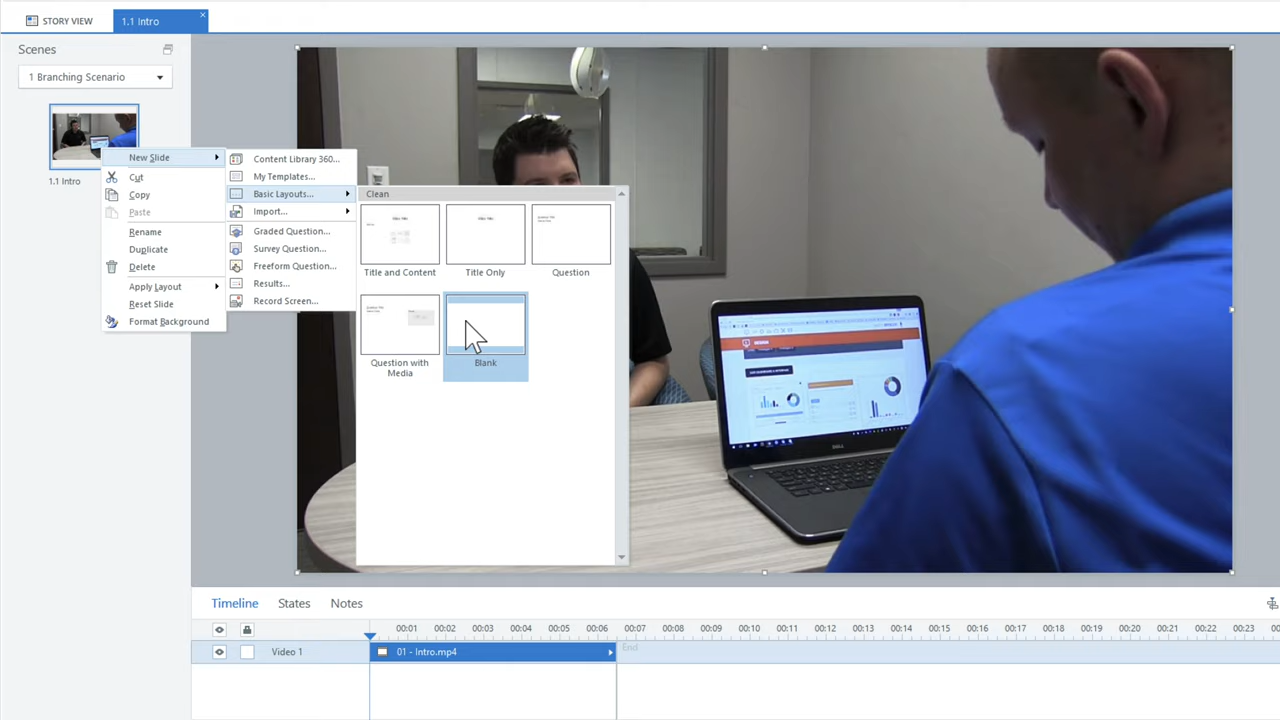 STORY VIEW
1.1 Intro
Scenes
1 Branching Scenario
1.1 Intro
New Slide
Cut
Copy
Paste
Rename
Duplicate
Delete
Apply Layout
Reset Slide
Format Background
Content Library 360...
My Templates...
Basic Layouts...
Import...
Graded Question...
Survey Question...
Freeform Question...
Results...
Record Screen...
Clean
Title and Content
Title Only
Question
Question with
Media
Blank
DELL
Timeline
States
Notes
00:01 00:02 00:03 00:04 00:05 00:06 00:07 00:08 00:09 00:10 00:11 00:12 00:13 00:14 00:15 00:16 00:17 00:18 00:19 00:20 00:21 00:22 00:23
Video 1
01 - Intro.mp4
End